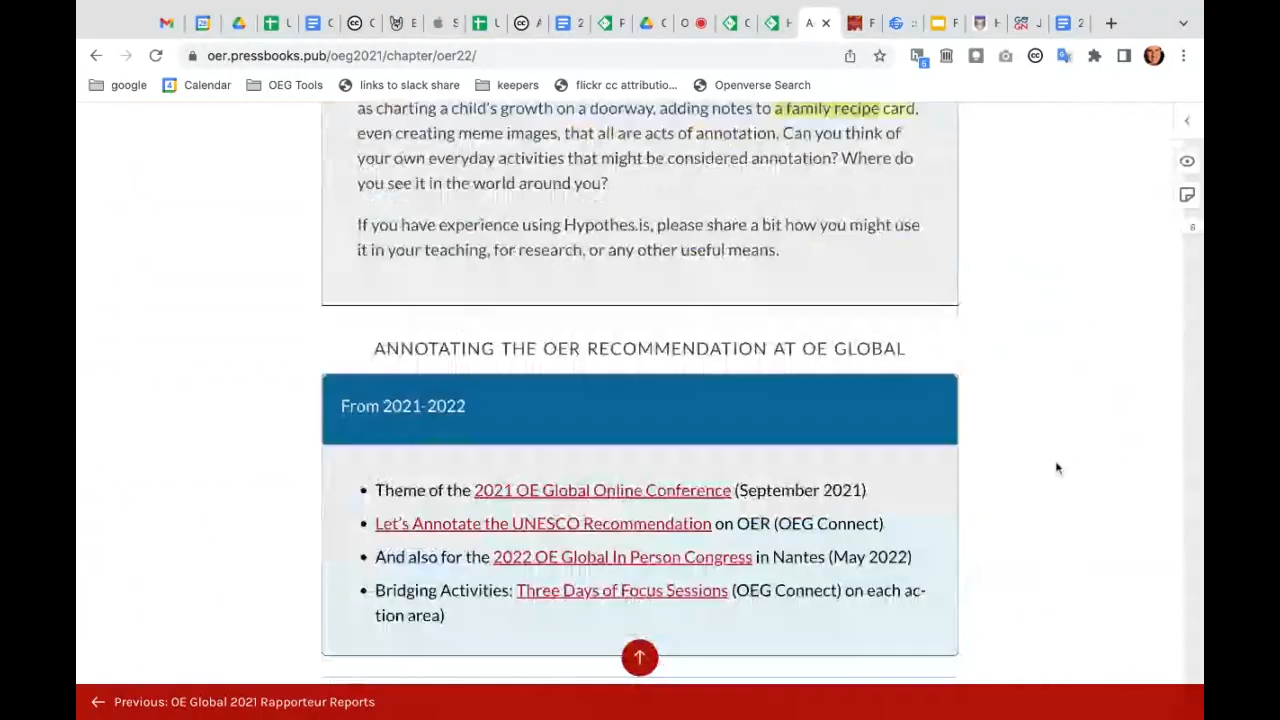 U
C
C
E
S
U
A
2
P
C
O
C
H
A
F
:
F
H
J
2
oer.pressbooks.pub/oeg2021/chapter/oer22/
6
google
Calendar
OEG Tools
links to slack share
keepers
flickr cc attributio...
Openverse Search
as charting a child's growth on a doorway, adding notes to a family recipe card,
even creating meme images, that all are acts of annotation. Can you think of
your own everyday activities that might be considered annotation? Where do
you see it in the world around you?
If you have experience using Hypothes.is, please share a bit how you might use
it in your teaching, for research, or any other useful means.
6
ANNOTATING THE OER RECOMMENDATION AT OE GLOBAL
From 2021-2022
• Theme of the 2021 OE Global Online Conference (September 2021)
• Let's Annotate the UNESCO Recommendation on OER (OEG Connect)
• And also for the 2022 OE Global In Person Congress in Nantes (May 2022)
• Bridging Activities: Three Days of Focus Sessions (OEG Connect) on each ac-
tion area)
← Previous: OE Global 2021 Rapporteur Reports